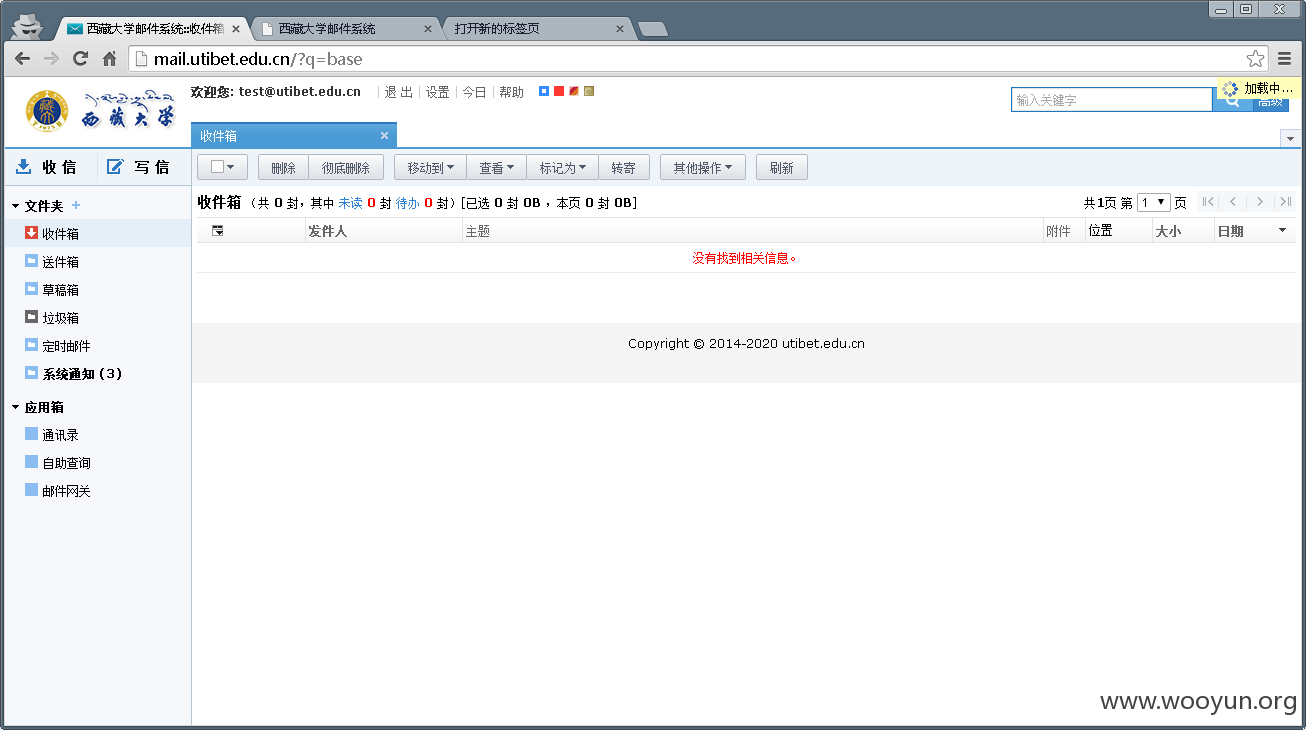 西藏大学邮件系统::收件箱 西藏大学邮件系统 打开新的标签页
mail.utibet.edu.cn/?q=base
欢迎您: test@utibet.edu.cn 退 出 设置 今日 帮助
加载中...
输入关键字 高级
西藏大学
收件箱
收 信 写 信
删除 彻底删除 移动到 查看 标记为 转寄 其他操作 刷新
文件夹
收件箱
送件箱
草稿箱
垃圾箱
定时邮件
系统通知 (3)
应用箱
通讯录
自助查询
邮件网关
收件箱 (共 0 封，其中 未读 0 封 待办 0 封) [已选 0 封 0B ，本页 0 封 0B]
共1页 第 1 页
发件人 主题 附件 位置 大小 日期
没有找到相关信息。
Copyright © 2014-2020 utibet.edu.cn
www.wooyun.org